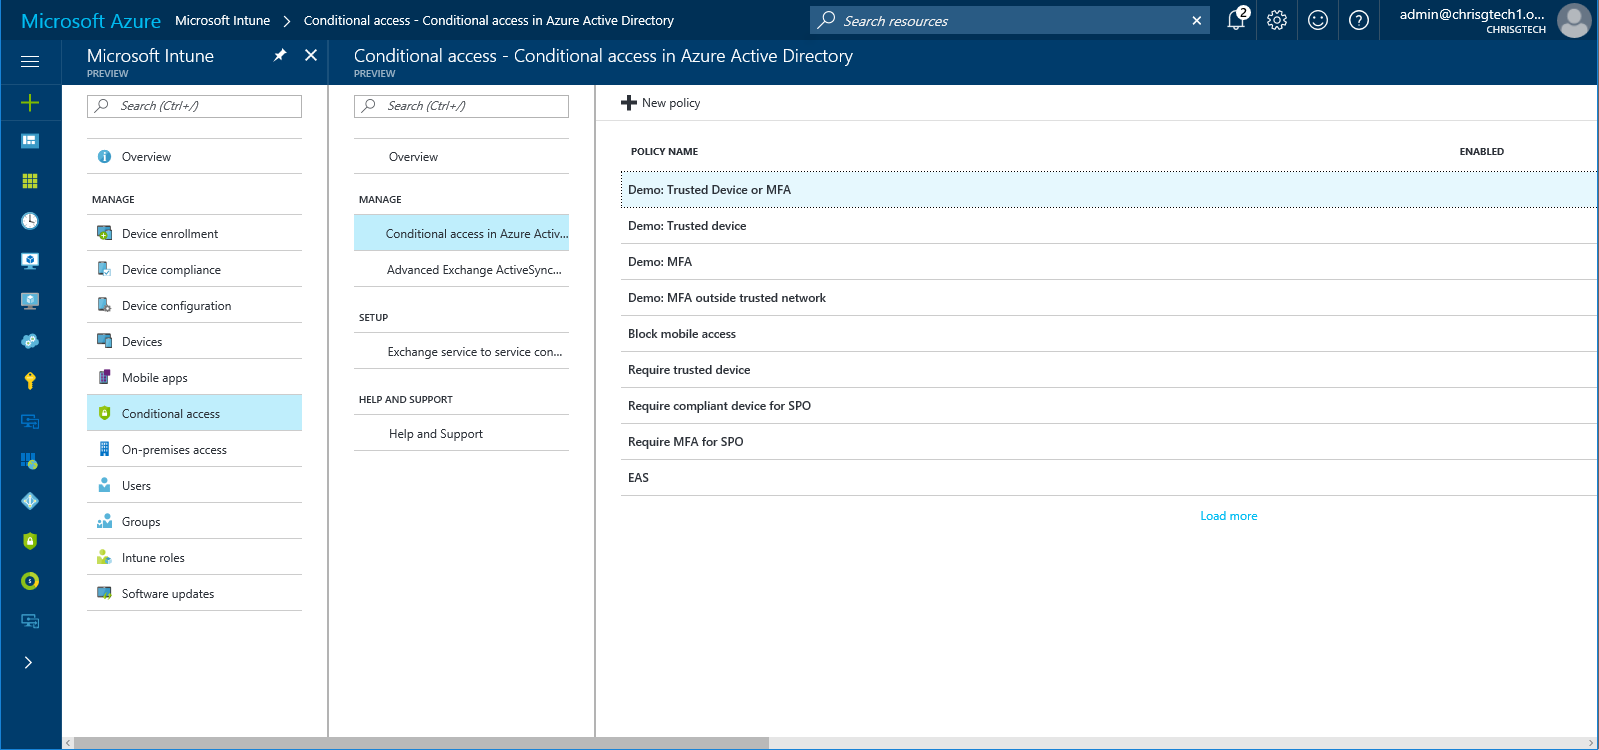 Microsoft Azure Microsoft Intune > Conditional access - Conditional access in Azure Active Directory Search resources 2 admin@chrisgtech1.o...
CHRISGTECH
Microsoft Intune
PREVIEW
Search (Ctrl+/)
Overview
MANAGE
Device enrollment
Device compliance
Device configuration
Devices
Mobile apps
Conditional access
On-premises access
Users
Groups
Intune roles
Software updates
Conditional access - Conditional access in Azure Active Directory
PREVIEW
Search (Ctrl+/)
Overview
MANAGE
Conditional access in Azure Activ...
Advanced Exchange ActiveSync...
SETUP
Exchange service to service con...
HELP AND SUPPORT
Help and Support
New policy
POLICY NAME ENABLED
Demo: Trusted Device or MFA
Demo: Trusted device
Demo: MFA
Demo: MFA outside trusted network
Block mobile access
Require trusted device
Require compliant device for SPO
Require MFA for SPO
EAS
Load more